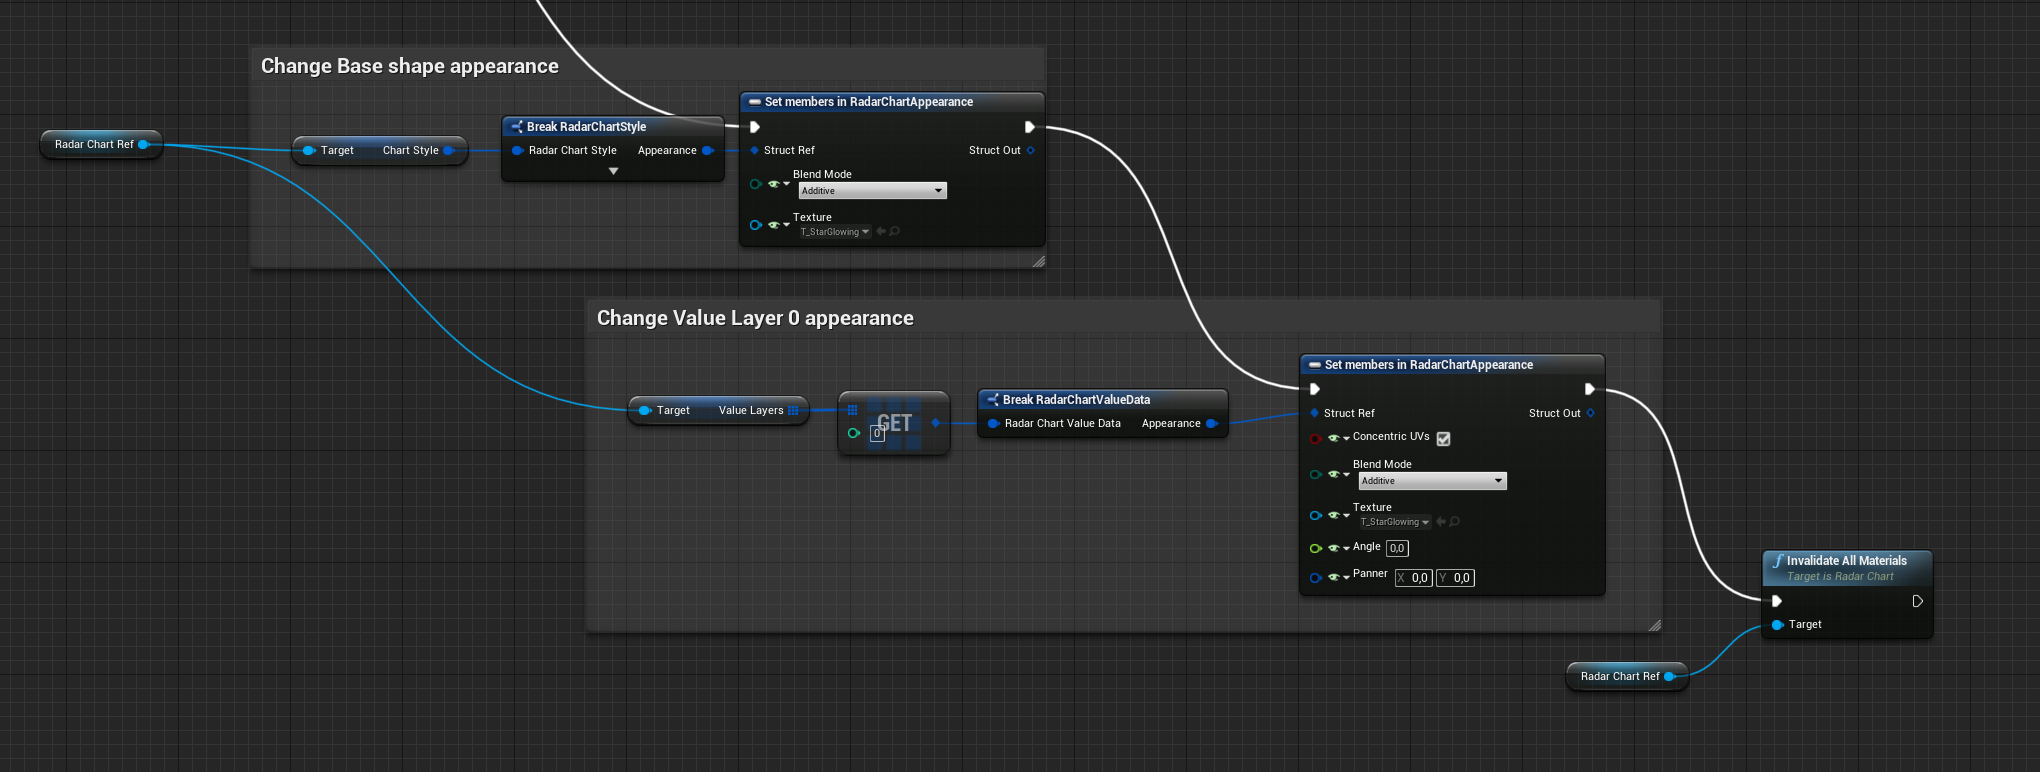 Change Base shape appearance
Set members in RadarChartAppearance
Break RadarChartStyle
Radar Chart Ref
Target Chart Style
Radar Chart Style Appearance
Struct Ref Struct Out
Blend Mode
Additive
Texture
T_StarGlowing
Change Value Layer 0 appearance
Set members in RadarChartAppearance
Break RadarChartValueData
Target Value Layers
GET
0
Radar Chart Value Data Appearance
Struct Ref Struct Out
Concentric UVs
Blend Mode
Additive
Texture
T_StarGlowing
Angle 0,0
Panner X 0,0 Y 0,0
f Invalidate All Materials
Target is Radar Chart
Target
Radar Chart Ref